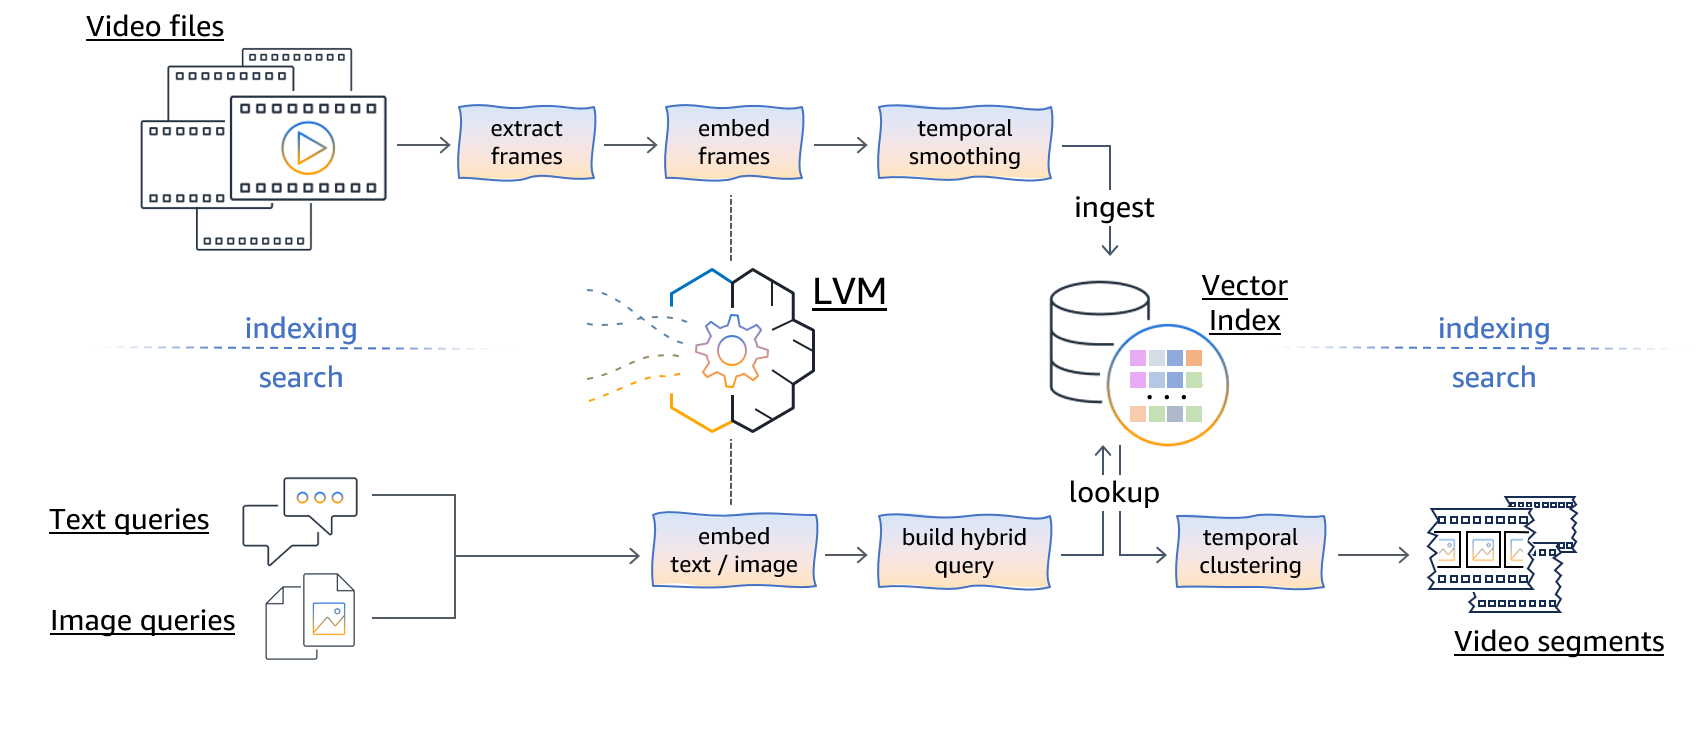 Video files
extract
frames
embed
frames
temporal
smoothing
ingest
LVM
Vector
Index
indexing
search
indexing
search
Text queries
Image queries
embed
text / image
build hybrid
query
lookup
temporal
clustering
Video segments